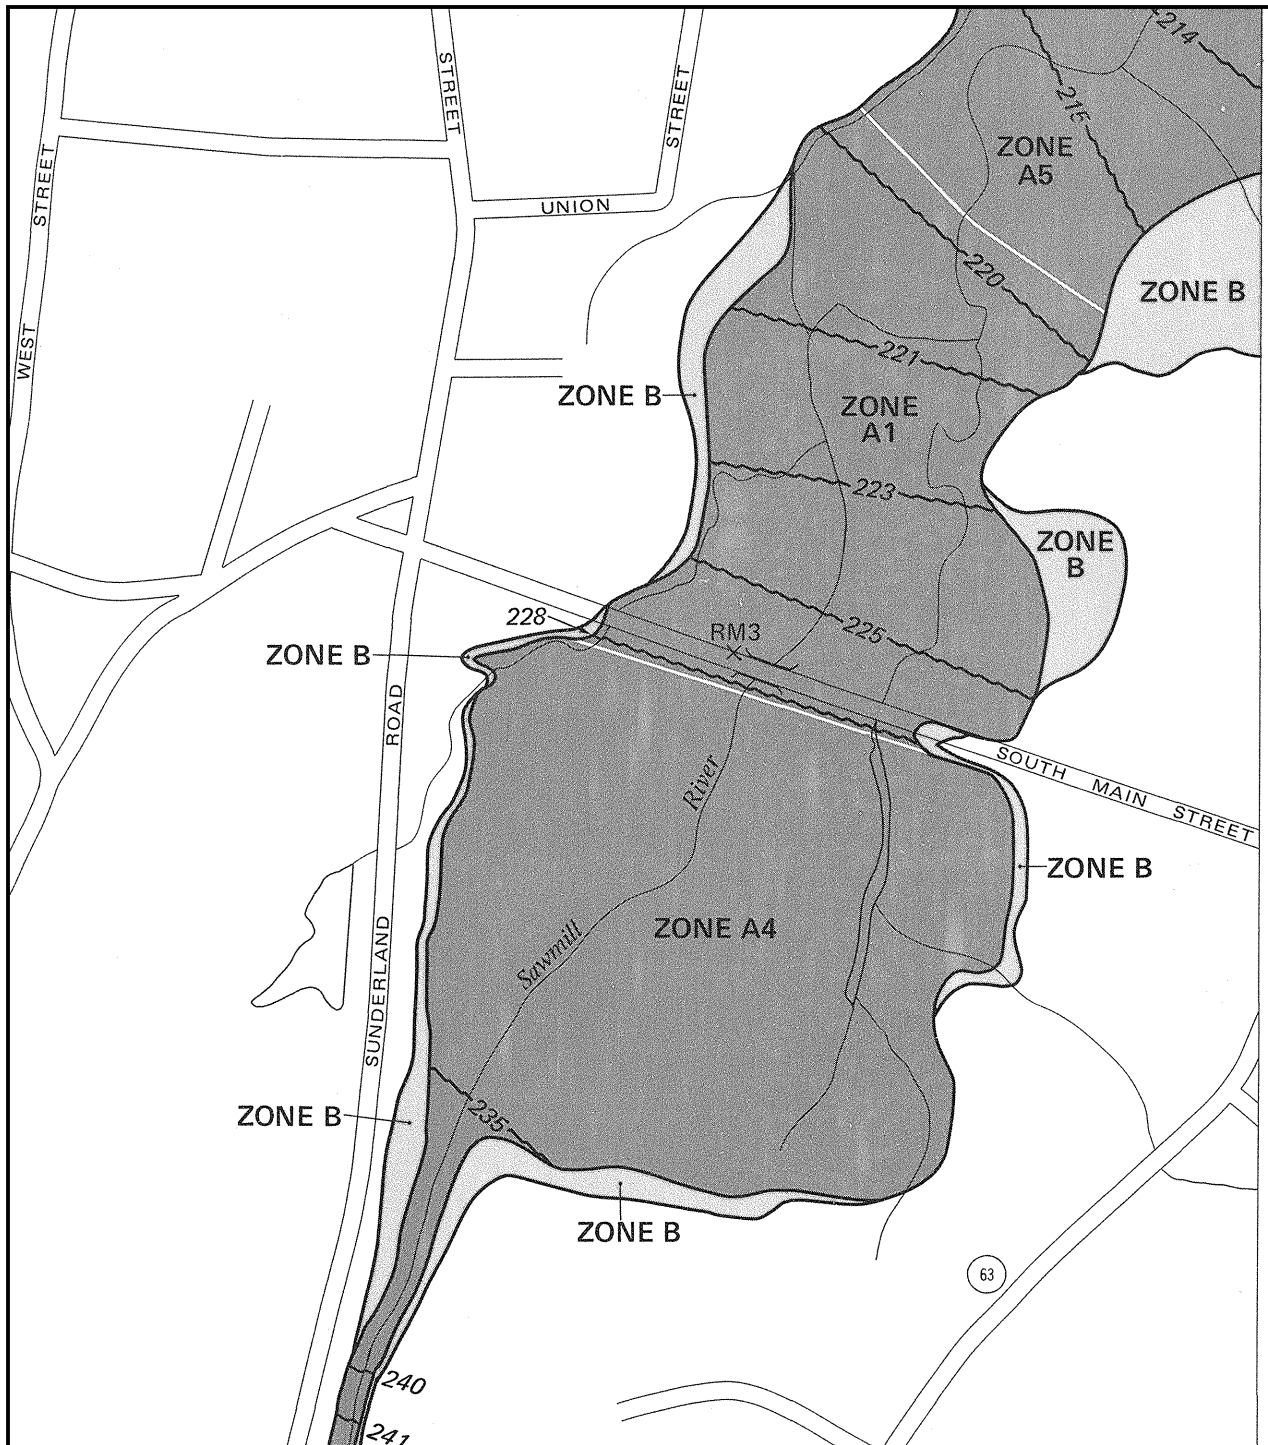 214
STREET
STREET
215
ZONE
A5
STREET
UNION
220
ZONE B
WEST
221
ZONE B
ZONE
A1
223
ZONE
B
228
RM3
225
ZONE B
ROAD
SOUTH MAIN STREET
River
ZONE B
ZONE A4
Sawmill
SUNDERLAND
235
ZONE B
ZONE B
63
240
241